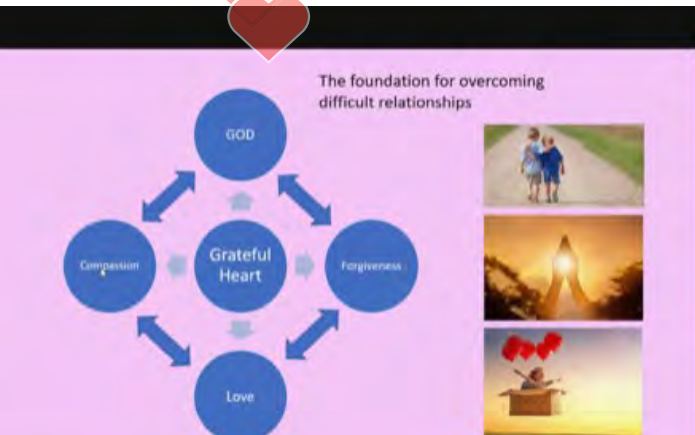 The foundation for overcoming
difficult relationships
GOD
Compassion
Grateful
Heart
Forgiveness
Love